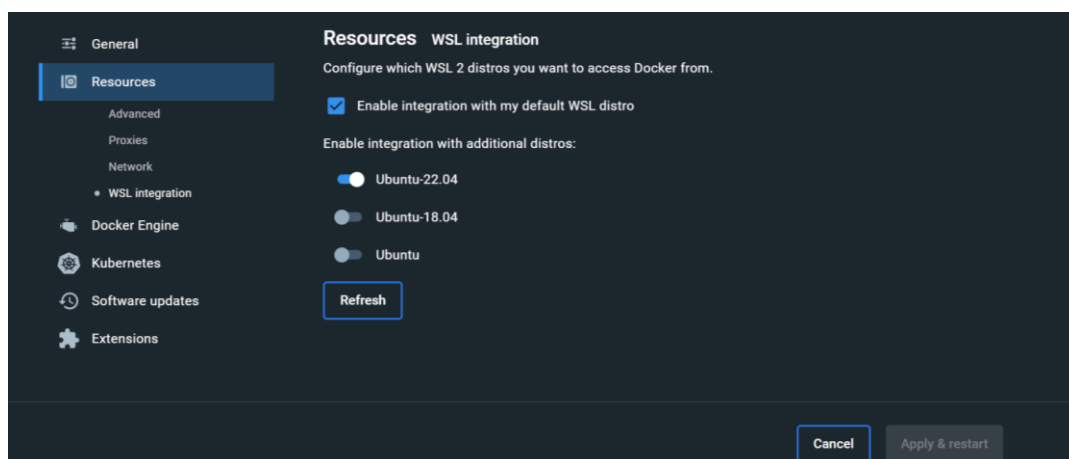 General
Resources
Advanced
Proxies
Network
WSL integration
Docker Engine
Kubernetes
Software updates
Extensions
Resources WSL integration
Configure which WSL 2 distros you want to access Docker from.
Enable integration with my default WSL distro
Enable integration with additional distros:
Ubuntu-22.04
Ubuntu-18.04
Ubuntu
Refresh
Cancel Apply & restart